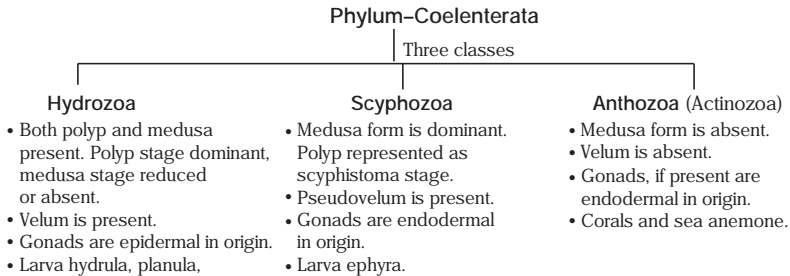 Phylum–Coelenterata
Three classes
Hydrozoa
• Both polyp and medusa
present. Polyp stage dominant,
medusa stage reduced
or absent.
• Velum is present.
• Gonads are epidermal in origin.
• Larva hydrula, planula,
Scyphozoa
• Medusa form is dominant.
Polyp represented as
scyphistoma stage.
• Pseudovelum is present.
• Gonads are endodermal
in origin.
• Larva ephyra.
Anthozoa (Actinozoa)
• Medusa form is absent.
• Velum is absent.
• Gonads, if present are
endodermal in origin.
• Corals and sea anemone.